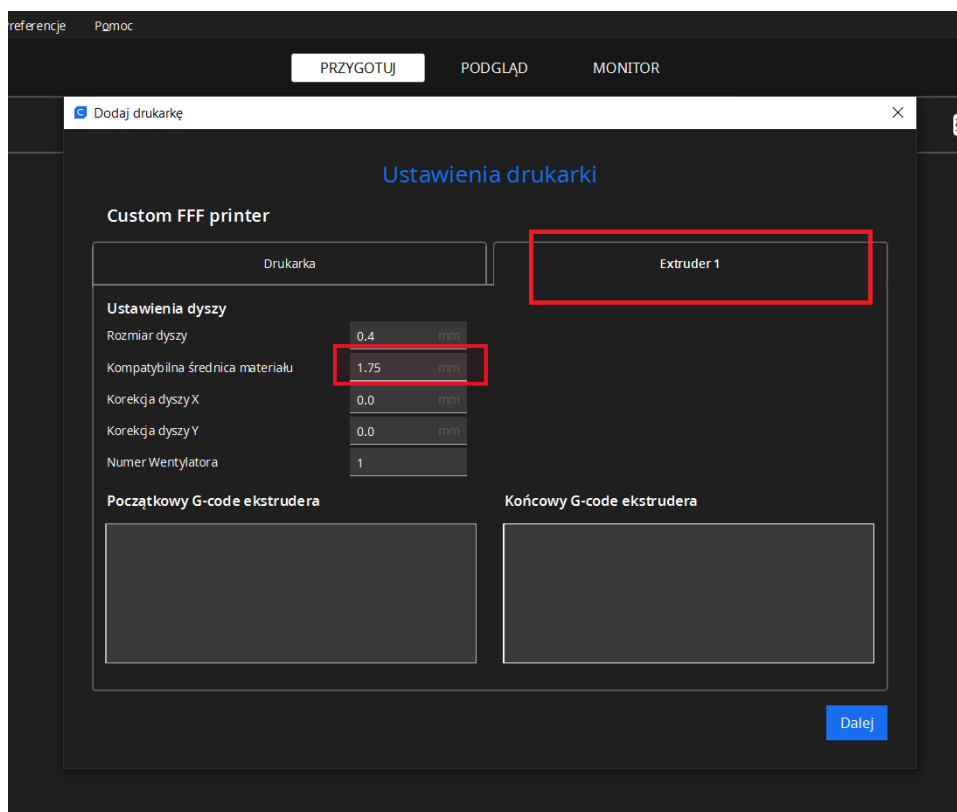 Preferencje Pomoc
PRZYGOTUJ PODGLĄD MONITOR
Dodaj drukarkę
Ustawienia drukarki
Custom FFF printer
Drukarka Extruder 1
Ustawienia dyszy
Rozmiar dyszy 0.4 mm
Kompatybilna średnica materiału 1.75 mm
Korekcja dyszy X 0.0 mm
Korekcja dyszy Y 0.0 mm
Numer Wentylatora 1
Początkowy G-code ekstrudera Końcowy G-code ekstrudera
Dalej